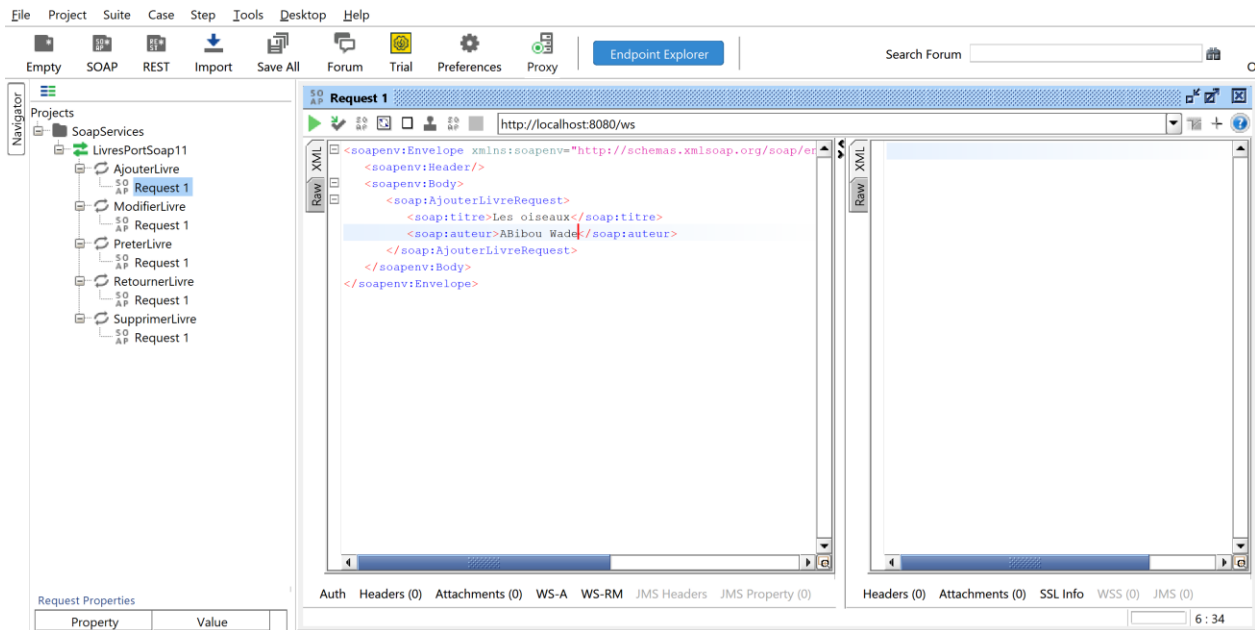 File Project Suite Case Step Tools Desktop Help
Empty SOAP REST Import Save All Forum Trial Preferences Proxy Endpoint Explorer Search Forum
Navigator
Projects
SoapServices
LivresPortSoap11
AjouterLivre
Request 1
ModifierLivre
Request 1
PreterLivre
Request 1
RetournerLivre
Request 1
SupprimerLivre
Request 1
Request Properties
Property Value
SOAP Request 1
http://localhost:8080/ws
XML
Raw
<soapenv:Envelope xmlns:soapenv="http://schemas.xmlsoap.org/soap/er
<soapenv:Header/>
<soapenv:Body>
<soap:AjouterLivreRequest>
<soap:titre>Les oiseaux</soap:titre>
<soap:auteur>ABibou Wade</soap:auteur>
</soap:AjouterLivreRequest>
</soapenv:Body>
</soapenv:Envelope>
Auth Headers (0) Attachments (0) WS-A WS-RM JMS Headers JMS Property (0)
XML
Raw
Headers (0) Attachments (0) SSL Info WSS (0) JMS (0)
6 : 34